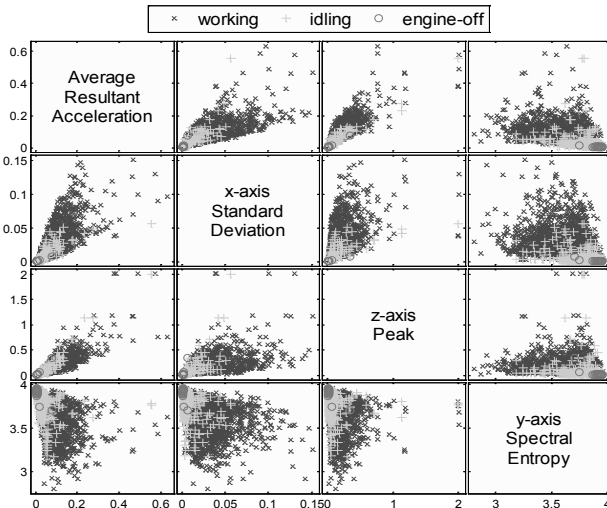 working idling engine-off
0.6
0.4
0.2
0
Average
Resultant
Acceleration
0.15
0.1
0.05
0
x-axis
Standard
Deviation
2
1.5
1
0.5
0
z-axis
Peak
4
3.5
3
y-axis
Spectral
Entropy
0 0.2 0.4 0.6 0 0.05 0.1 0.15 0 1 2 3 3.5 4